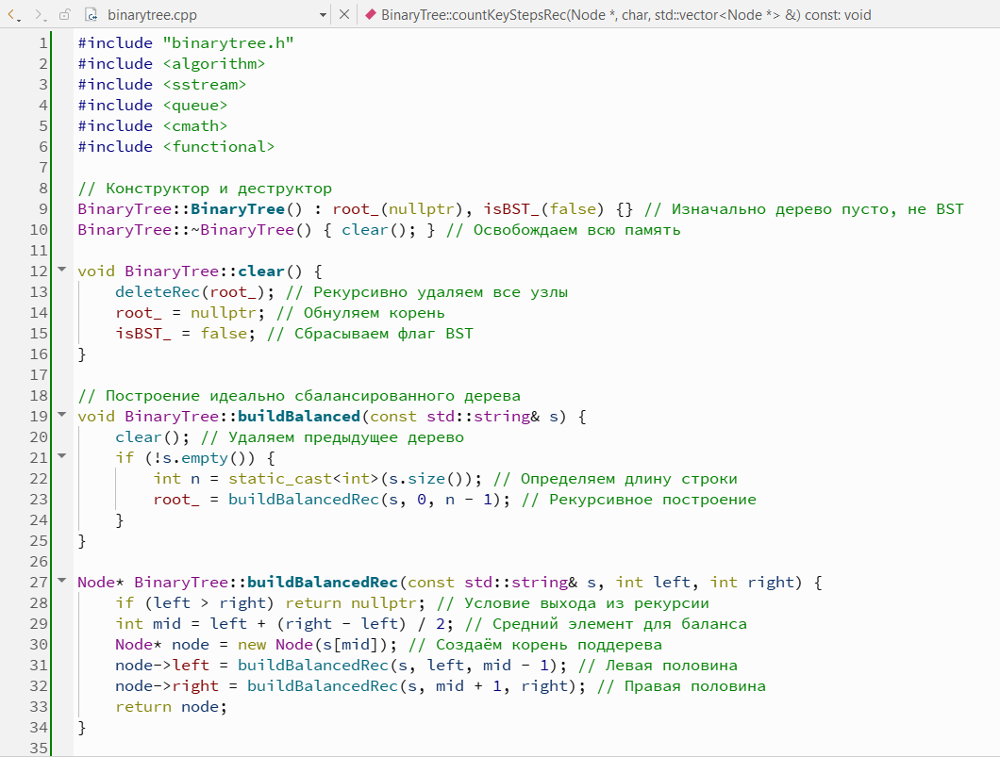 binarytree.cpp BinaryTree::countKeyStepsRec(Node *, char, std::vector<Node *> &) const: void
1 #include "binarytree.h"
2 #include <algorithm>
3 #include <sstream>
4 #include <queue>
5 #include <cmath>
6 #include <functional>
7
8 // Конструктор и деструктор
9 BinaryTree::BinaryTree() : root_(nullptr), isBST_(false) {} // Изначально дерево пусто, не BST
10 BinaryTree::~BinaryTree() { clear(); } // Освобождаем всю память
11
12 void BinaryTree::clear() {
13     deleteRec(root_); // Рекурсивно удаляем все узлы
14     root_ = nullptr; // Обнуляем корень
15     isBST_ = false; // Сбрасываем флаг BST
16 }
17
18 // Построение идеально сбалансированного дерева
19 void BinaryTree::buildBalanced(const std::string& s) {
20     clear(); // Удаляем предыдущее дерево
21     if (!s.empty()) {
22         int n = static_cast<int>(s.size()); // Определяем длину строки
23         root_ = buildBalancedRec(s, 0, n - 1); // Рекурсивное построение
24     }
25 }
26
27 Node* BinaryTree::buildBalancedRec(const std::string& s, int left, int right) {
28     if (left > right) return nullptr; // Условие выхода из рекурсии
29     int mid = left + (right - left) / 2; // Средний элемент для баланса
30     Node* node = new Node(s[mid]); // Создаём корень поддерева
31     node->left = buildBalancedRec(s, left, mid - 1); // Левая половина
32     node->right = buildBalancedRec(s, mid + 1, right); // Правая половина
33     return node;
34 }
35